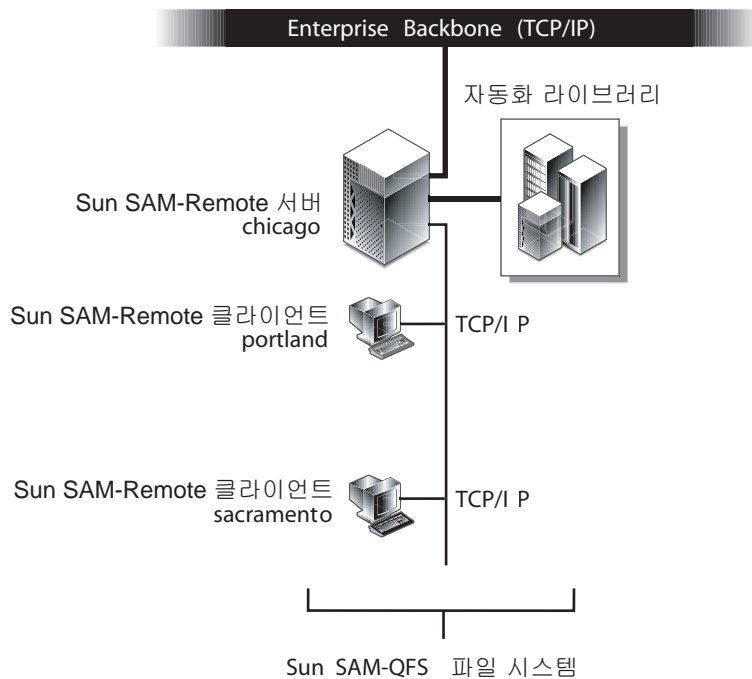 Enterprise Backbone (TCP/IP)
자동화 라이브러리
Sun SAM-Remote 서버
chicago
Sun SAM-Remote 클라이언트
portland
TCP/I P
Sun SAM-Remote 클라이언트
sacramento
TCP/I P
Sun SAM-QFS 파일 시스템